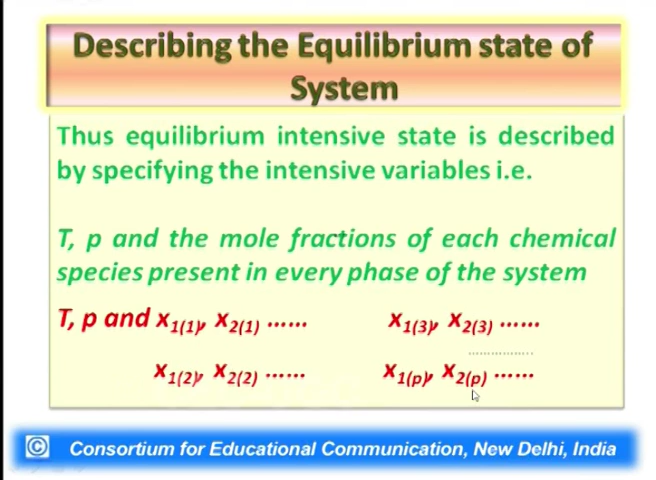 Describing the Equilibrium state of
System
Thus equilibrium intensive state is described
by specifying the intensive variables i.e.
T, p and the mole fractions of each chemical
species present in every phase of the system
T, p and x1(1), x2(1) ...... x1(3), x2(3) ......
................
x1(2), x2(2) ...... x1(p), x2(p) ......
© Consortium for Educational Communication, New Delhi, India